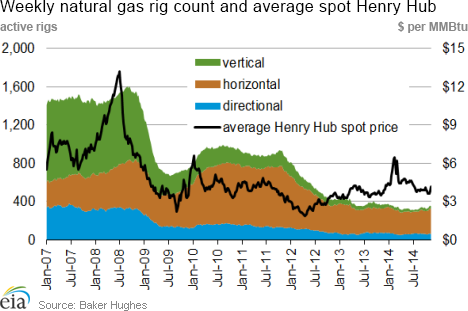 Weekly natural gas rig count and average spot Henry Hub
active rigs $ per MMBtu
2,000 $15
vertical
1,600 $12
horizontal
directional
1,200 $9
average Henry Hub spot price
800 $6
400 $3
0 $0
Jan-07 Jul-07 Jan-08 Jul-08 Jan-09 Jul-09 Jan-10 Jul-10 Jan-11 Jul-11 Jan-12 Jul-12 Jan-13 Jul-13 Jan-14 Jul-14
eia Source: Baker Hughes